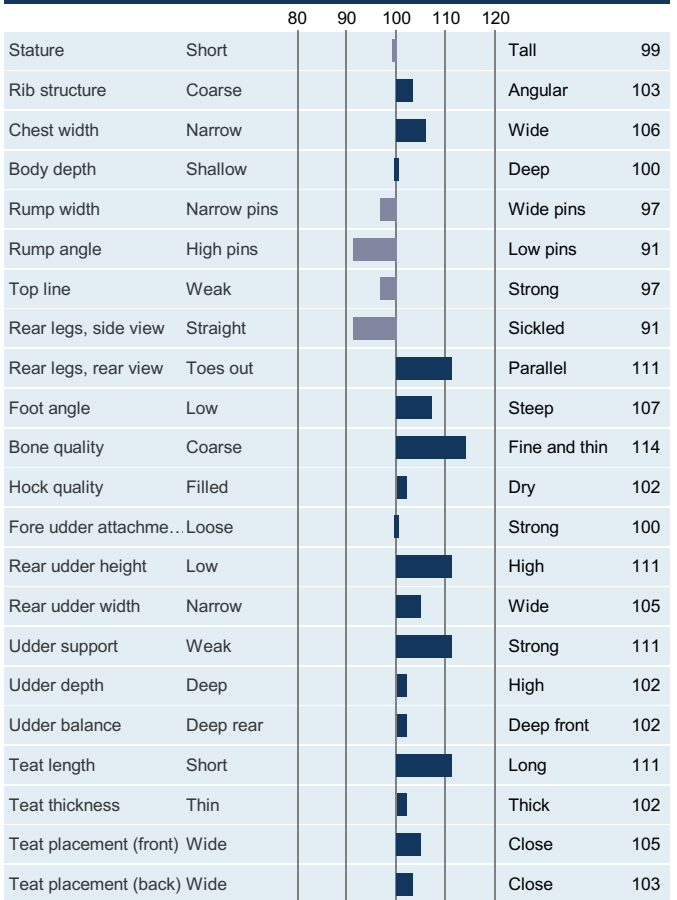 80 90 100 110 120
Stature Short Tall 99
Rib structure Coarse Angular 103
Chest width Narrow Wide 106
Body depth Shallow Deep 100
Rump width Narrow pins Wide pins 97
Rump angle High pins Low pins 91
Top line Weak Strong 97
Rear legs, side view Straight Sickled 91
Rear legs, rear view Toes out Parallel 111
Foot angle Low Steep 107
Bone quality Coarse Fine and thin 114
Hock quality Filled Dry 102
Fore udder attachme... Loose Strong 100
Rear udder height Low High 111
Rear udder width Narrow Wide 105
Udder support Weak Strong 111
Udder depth Deep High 102
Udder balance Deep rear Deep front 102
Teat length Short Long 111
Teat thickness Thin Thick 102
Teat placement (front) Wide Close 105
Teat placement (back) Wide Close 103